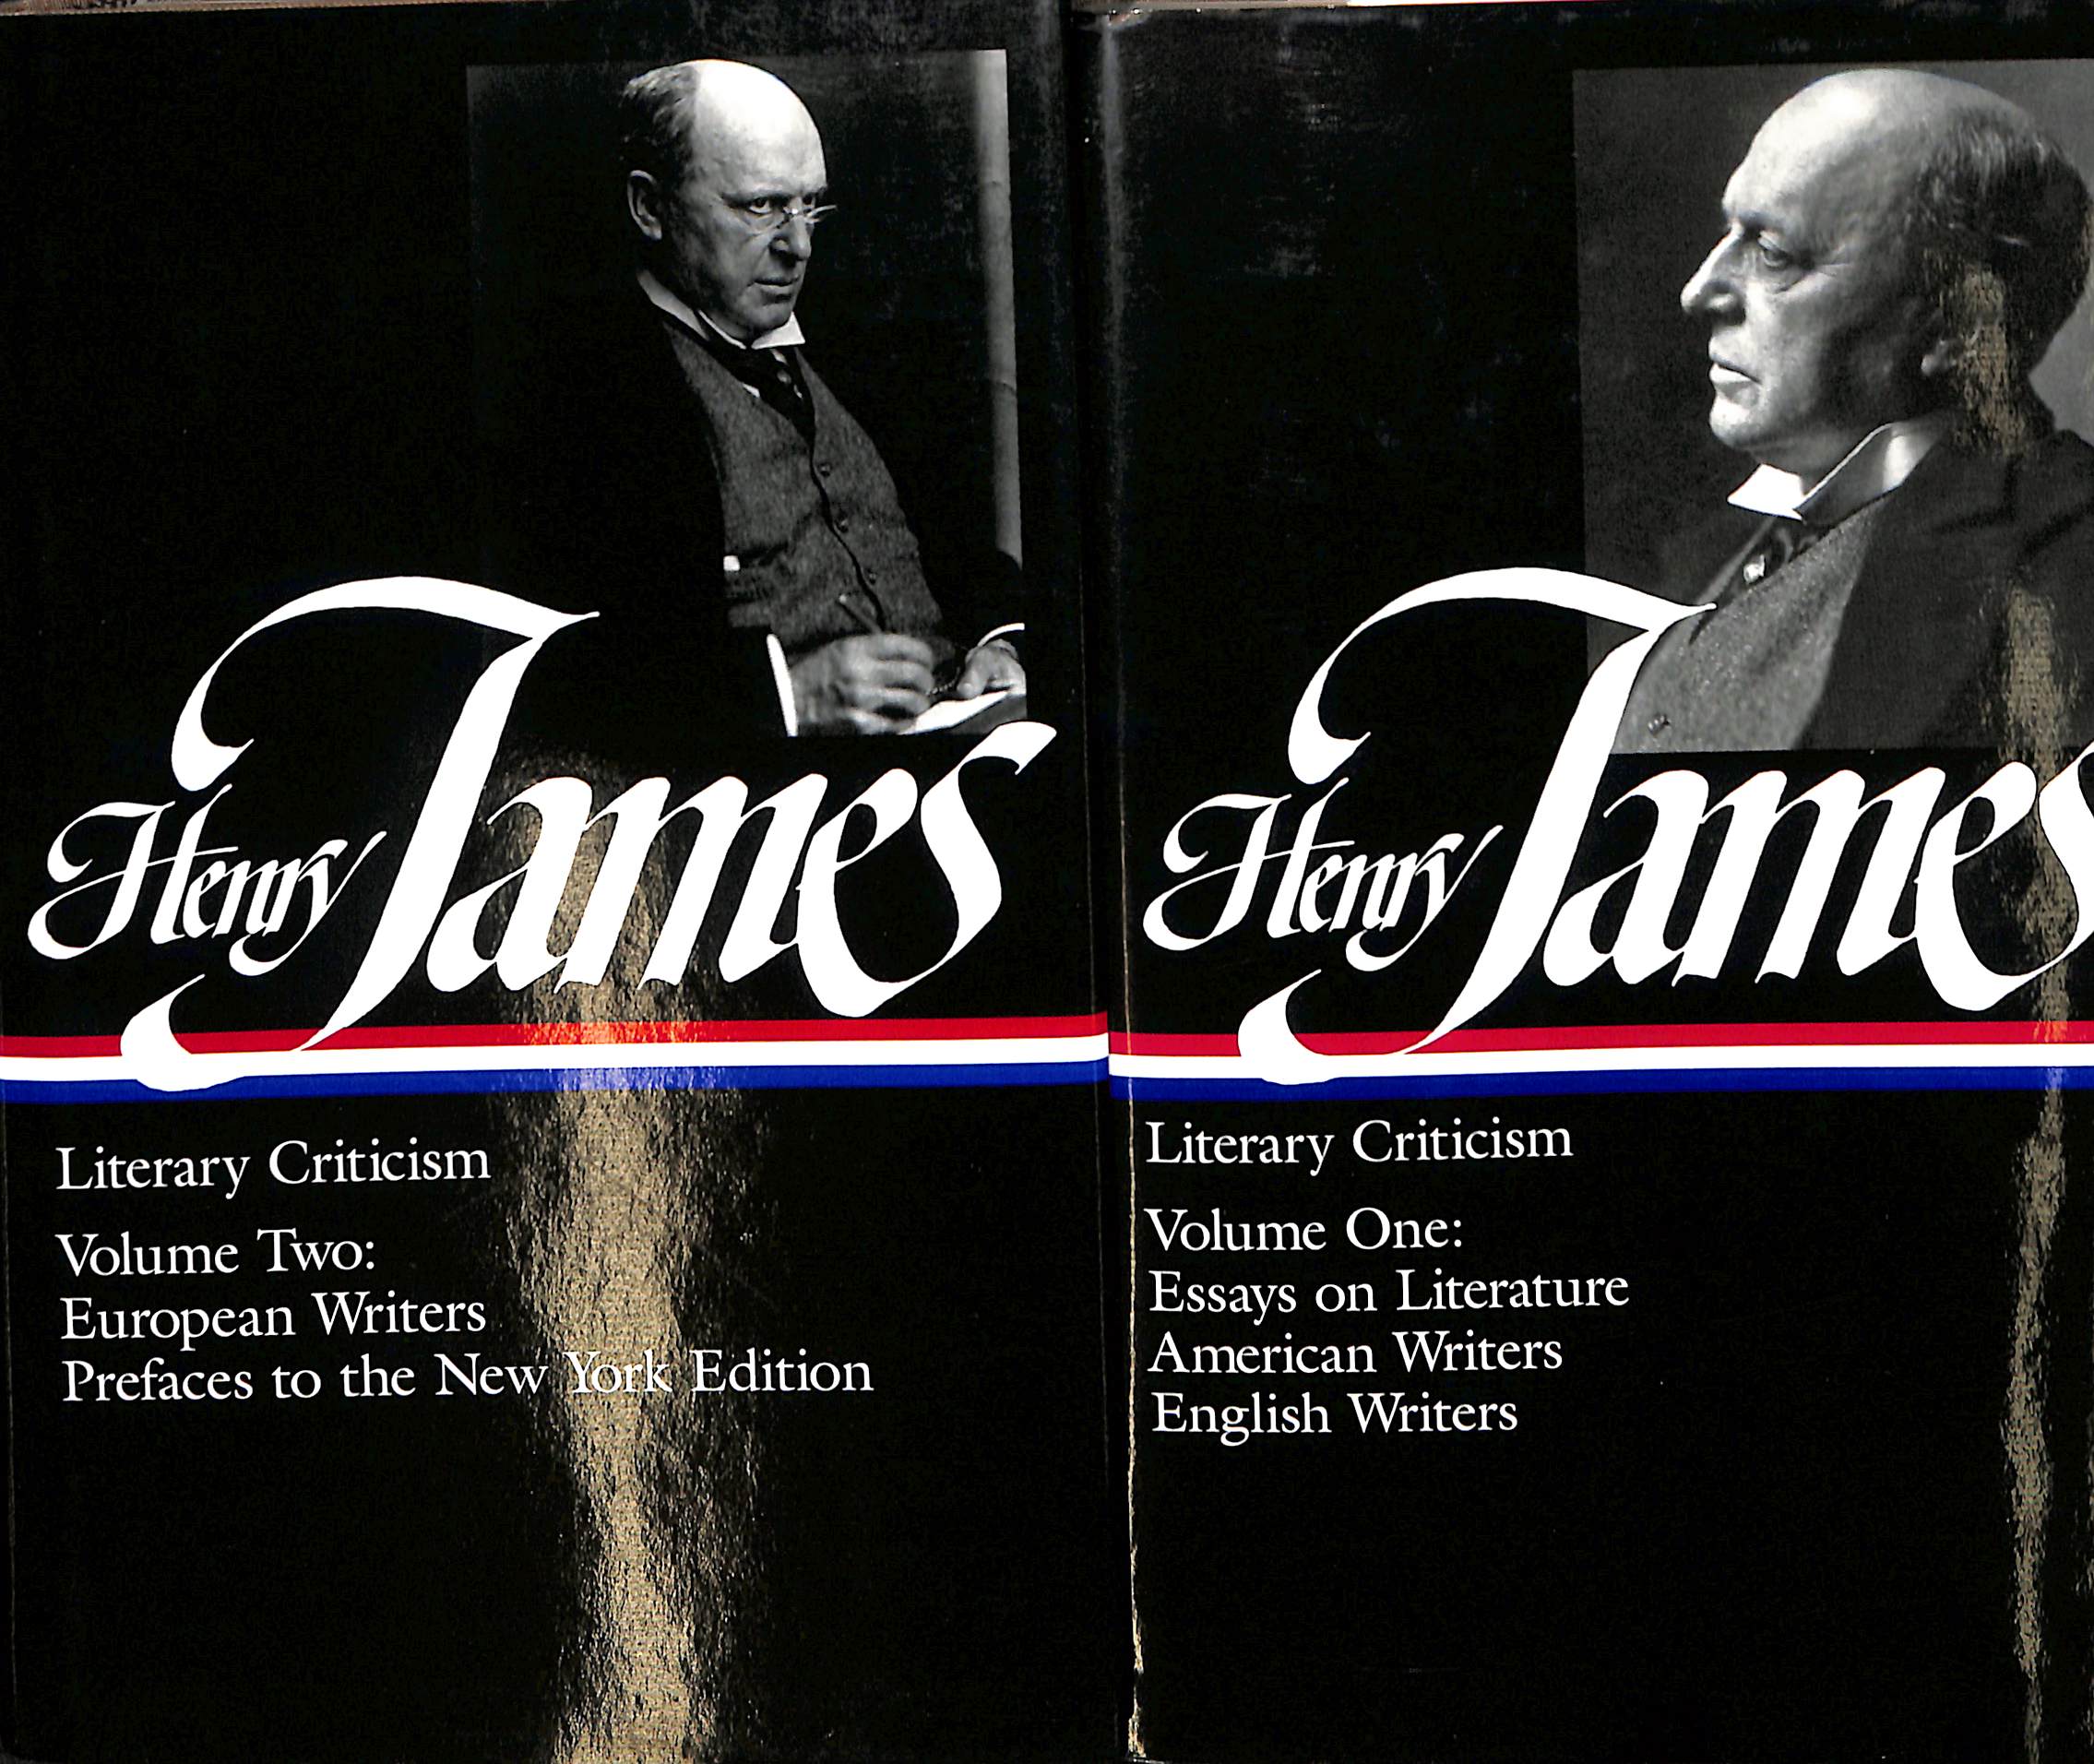 Henry James
Literary Criticism
Volume Two:
European Writers
Prefaces to the New York Edition
Henry James
Literary Criticism
Volume One:
Essays on Literature
American Writers
English Writers